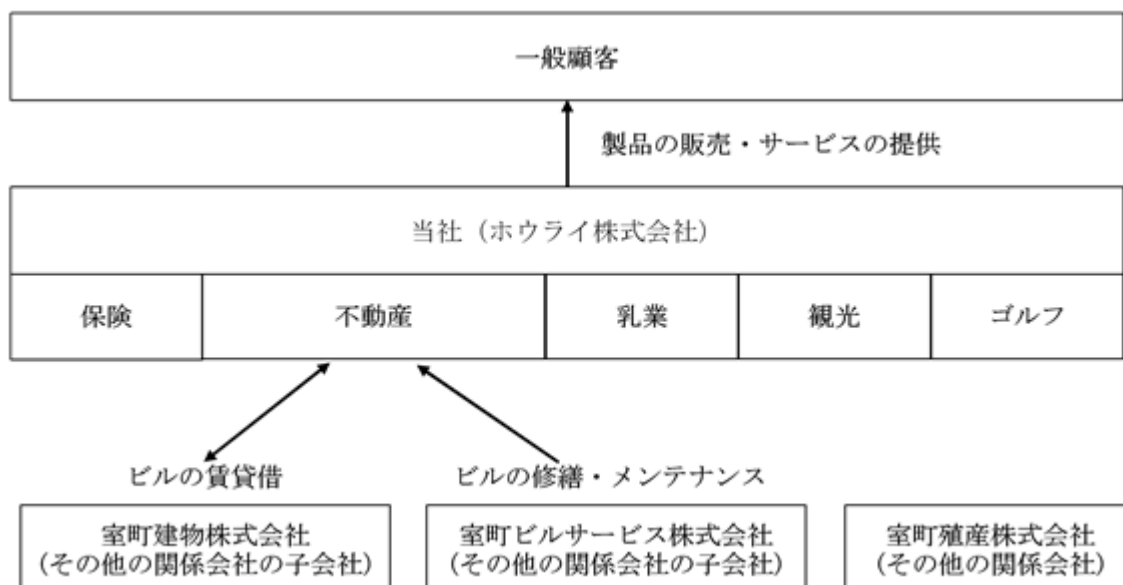 一般顧客
製品の販売・サービスの提供
当社（ホウライ株式会社）
保険
不動産
乳業
観光
ゴルフ
ビルの賃貸借
ビルの修繕・メンテナンス
室町建物株式会社
(その他の関係会社の子会社)
室町ビルサービス株式会社
(その他の関係会社の子会社)
室町殖産株式会社
(その他の関係会社)